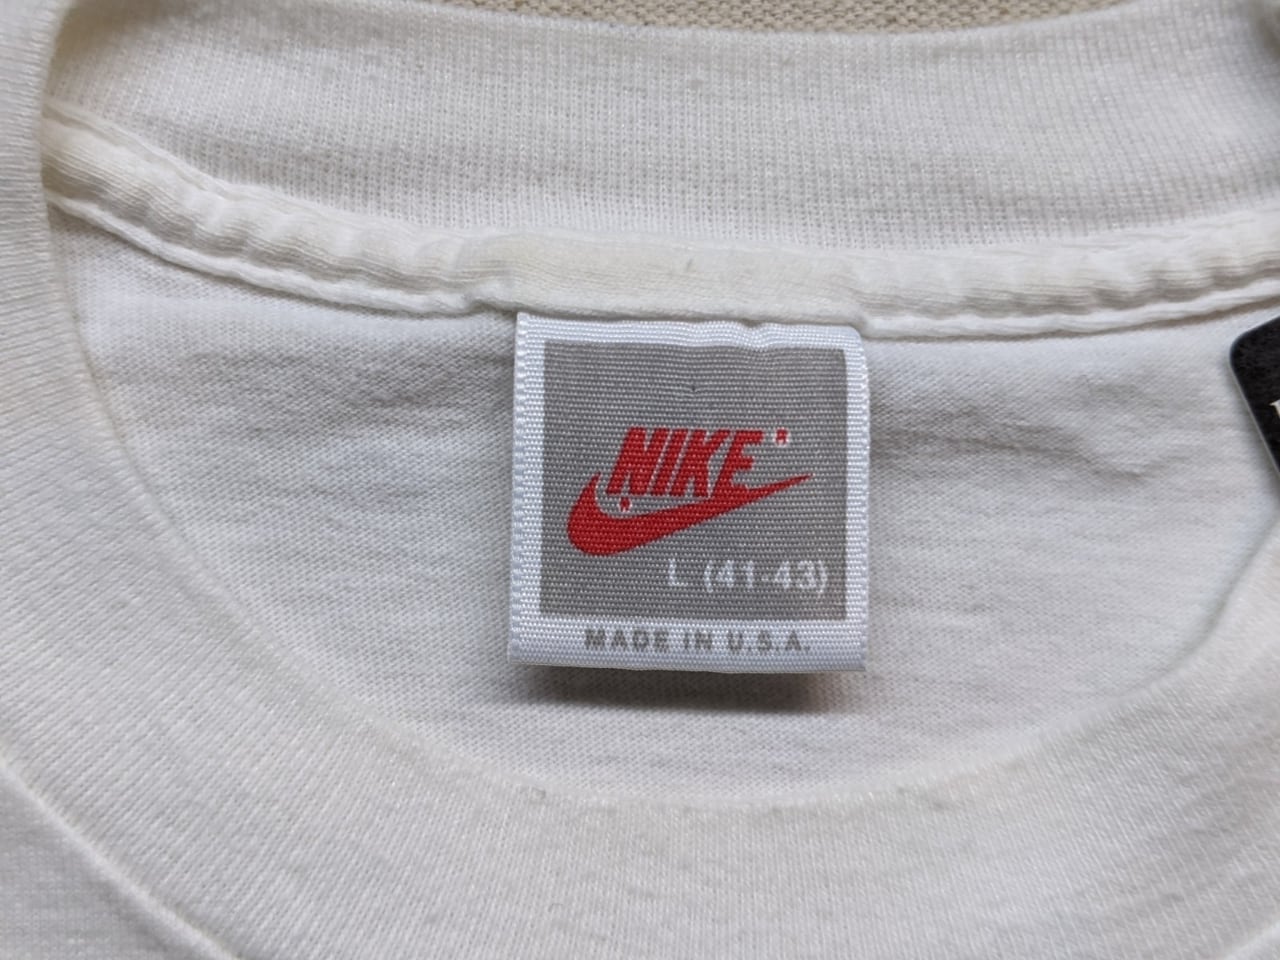 NIKE®
®
L (41-43)
MADE IN U.S.A.